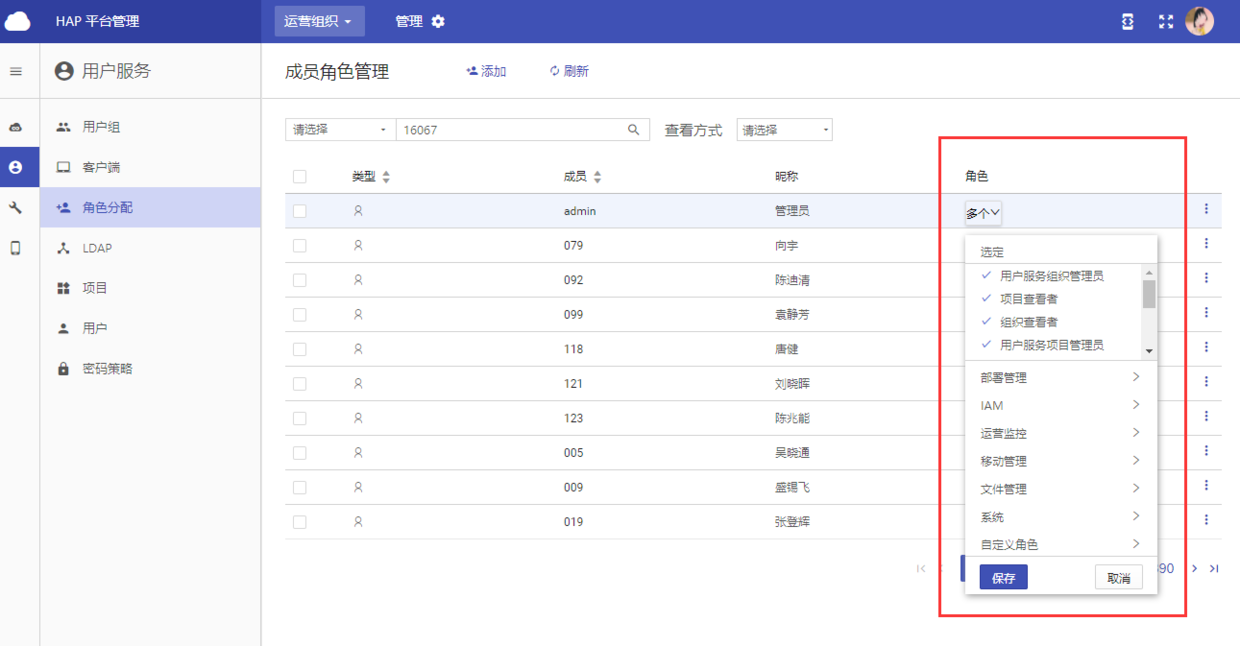 HAP 平台管理
运营组织
管理
用户服务
成员角色管理
添加
刷新
用户组
客户端
角色分配
LDAP
项目
用户
密码策略
请选择
16067
查看方式
请选择
类型
成员
昵称
角色
admin
管理员
多个
079
向宇
092
陈迪清
099
袁静芳
118
唐健
121
刘晓晖
123
陈兆能
005
吴晓通
009
盛锡飞
019
张登辉
选定
用户服务组织管理员
项目查看者
组织查看者
用户服务项目管理员
部署管理
IAM
运营监控
移动管理
文件管理
系统
自定义角色
保存
取消